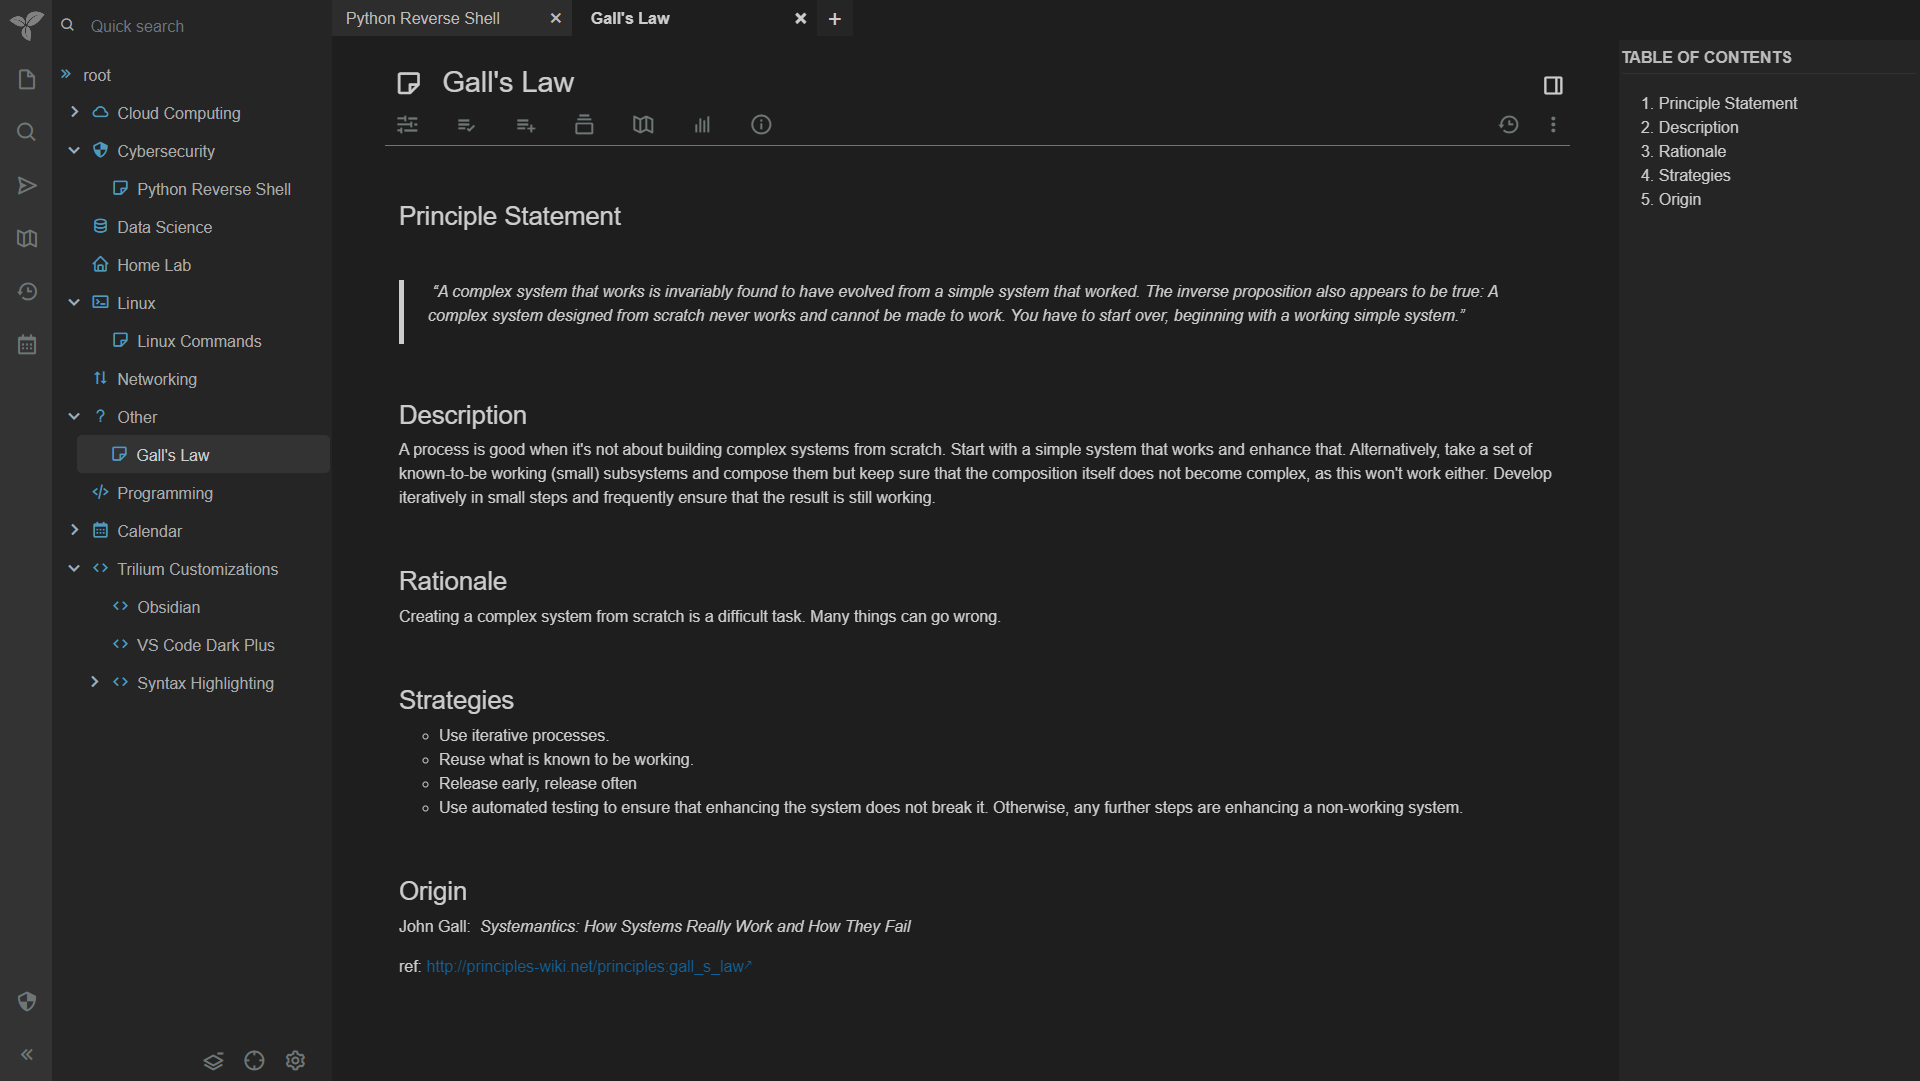 Quick search
root
Cloud Computing
Cybersecurity
Python Reverse Shell
Data Science
Home Lab
Linux
Linux Commands
Networking
? Other
Gall's Law
Programming
Calendar
Trilium Customizations
Obsidian
VS Code Dark Plus
Syntax Highlighting
Python Reverse Shell
Gall's Law
Gall's Law
Principle Statement
“A complex system that works is invariably found to have evolved from a simple system that worked. The inverse proposition also appears to be true: A
complex system designed from scratch never works and cannot be made to work. You have to start over, beginning with a working simple system.”
Description
A process is good when it's not about building complex systems from scratch. Start with a simple system that works and enhance that. Alternatively, take a set of
known-to-be working (small) subsystems and compose them but keep sure that the composition itself does not become complex, as this won't work either. Develop
iteratively in small steps and frequently ensure that the result is still working.
Rationale
Creating a complex system from scratch is a difficult task. Many things can go wrong.
Strategies
Use iterative processes.
Reuse what is known to be working.
Release early, release often
Use automated testing to ensure that enhancing the system does not break it. Otherwise, any further steps are enhancing a non-working system.
Origin
John Gall: Systemantics: How Systems Really Work and How They Fail
ref: http://principles-wiki.net/principles:gall_s_law
TABLE OF CONTENTS
1. Principle Statement
2. Description
3. Rationale
4. Strategies
5. Origin